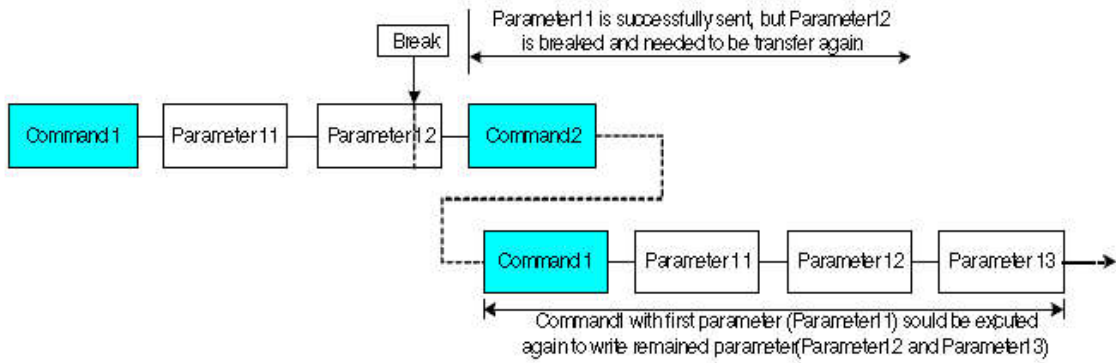 Parameter11 is successfully sent, but Parameter12
is breaked and needed to be transfer again
Break
Command1
Parameter11
Parameter12
Command2
Command1
Parameter11
Parameter12
Parameter13
Command1 with first parameter (Parameter11) sould be excuted
again to write remained parameter(Parameter12 and Parameter13)